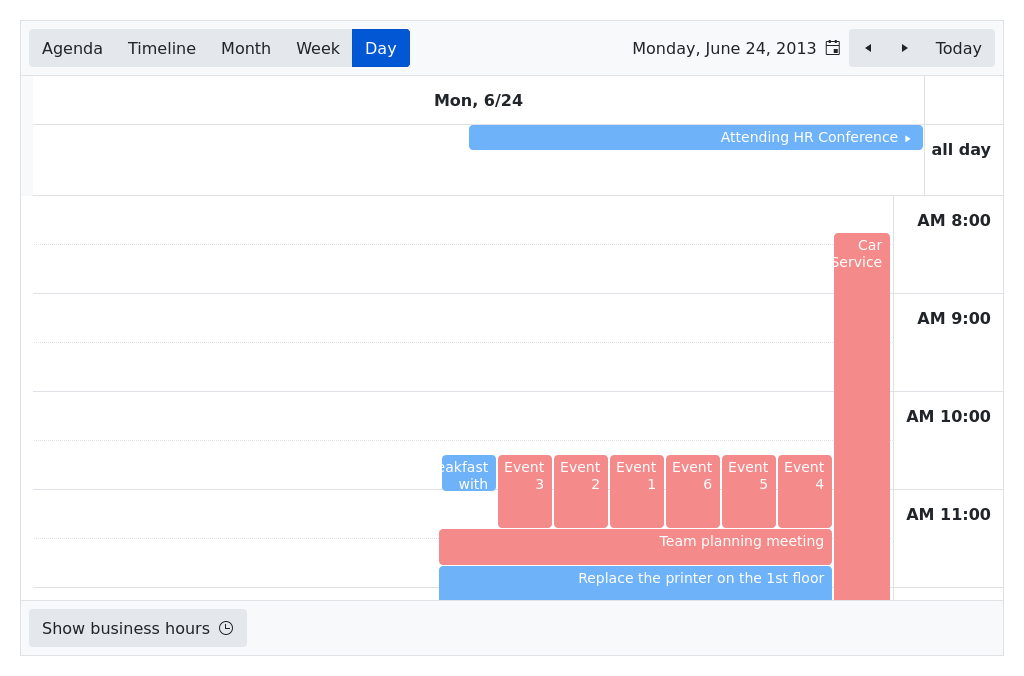 Agenda Timeline Month Week Day Monday, June 24, 2013 Today
Mon, 6/24
Attending HR Conference
all day
AM 8:00
Car
Service
AM 9:00
AM 10:00
with
Event
3
Event
2
Event
1
Event
6
Event
5
Event
4
AM 11:00
Team planning meeting
Replace the printer on the 1st floor
Show business hours